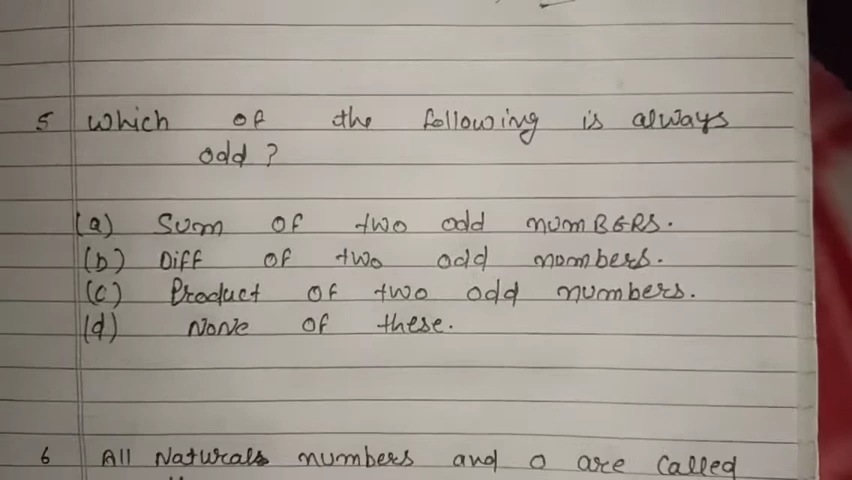 5 Which of the following is always
odd ?
(a) Sum of two odd numBERS.
(b) Diff of two odd nombers.
(c) Product of two odd numbers.
(d) NoNe of these.
6 All Naturals numbers and 0 are called